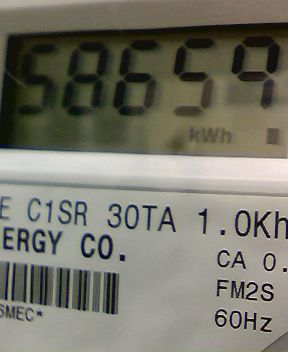 58659
kWh
E C1SR 30TA 1.0Kh
ERGY CO.
CA 0.
FM2S
60Hz
SMEC*